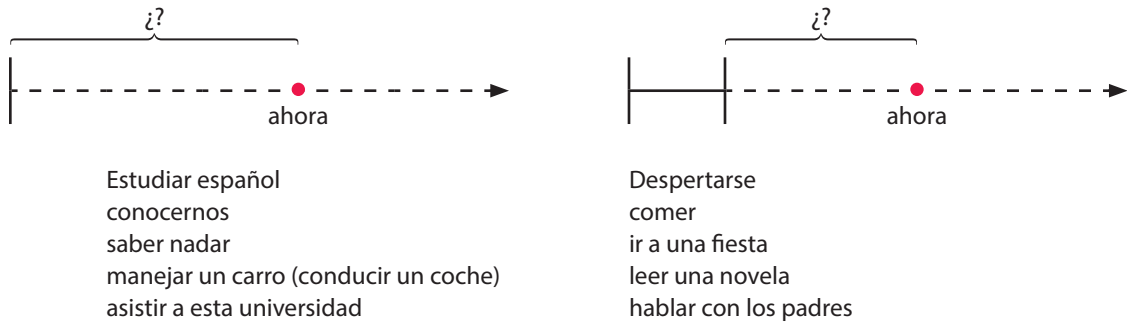 ¿?
ahora
Estudiar español
conocernos
saber nadar
manejar un carro (conducir un coche)
asistir a esta universidad
¿?
ahora
Despertarse
comer
ir a una fiesta
leer una novela
hablar con los padres